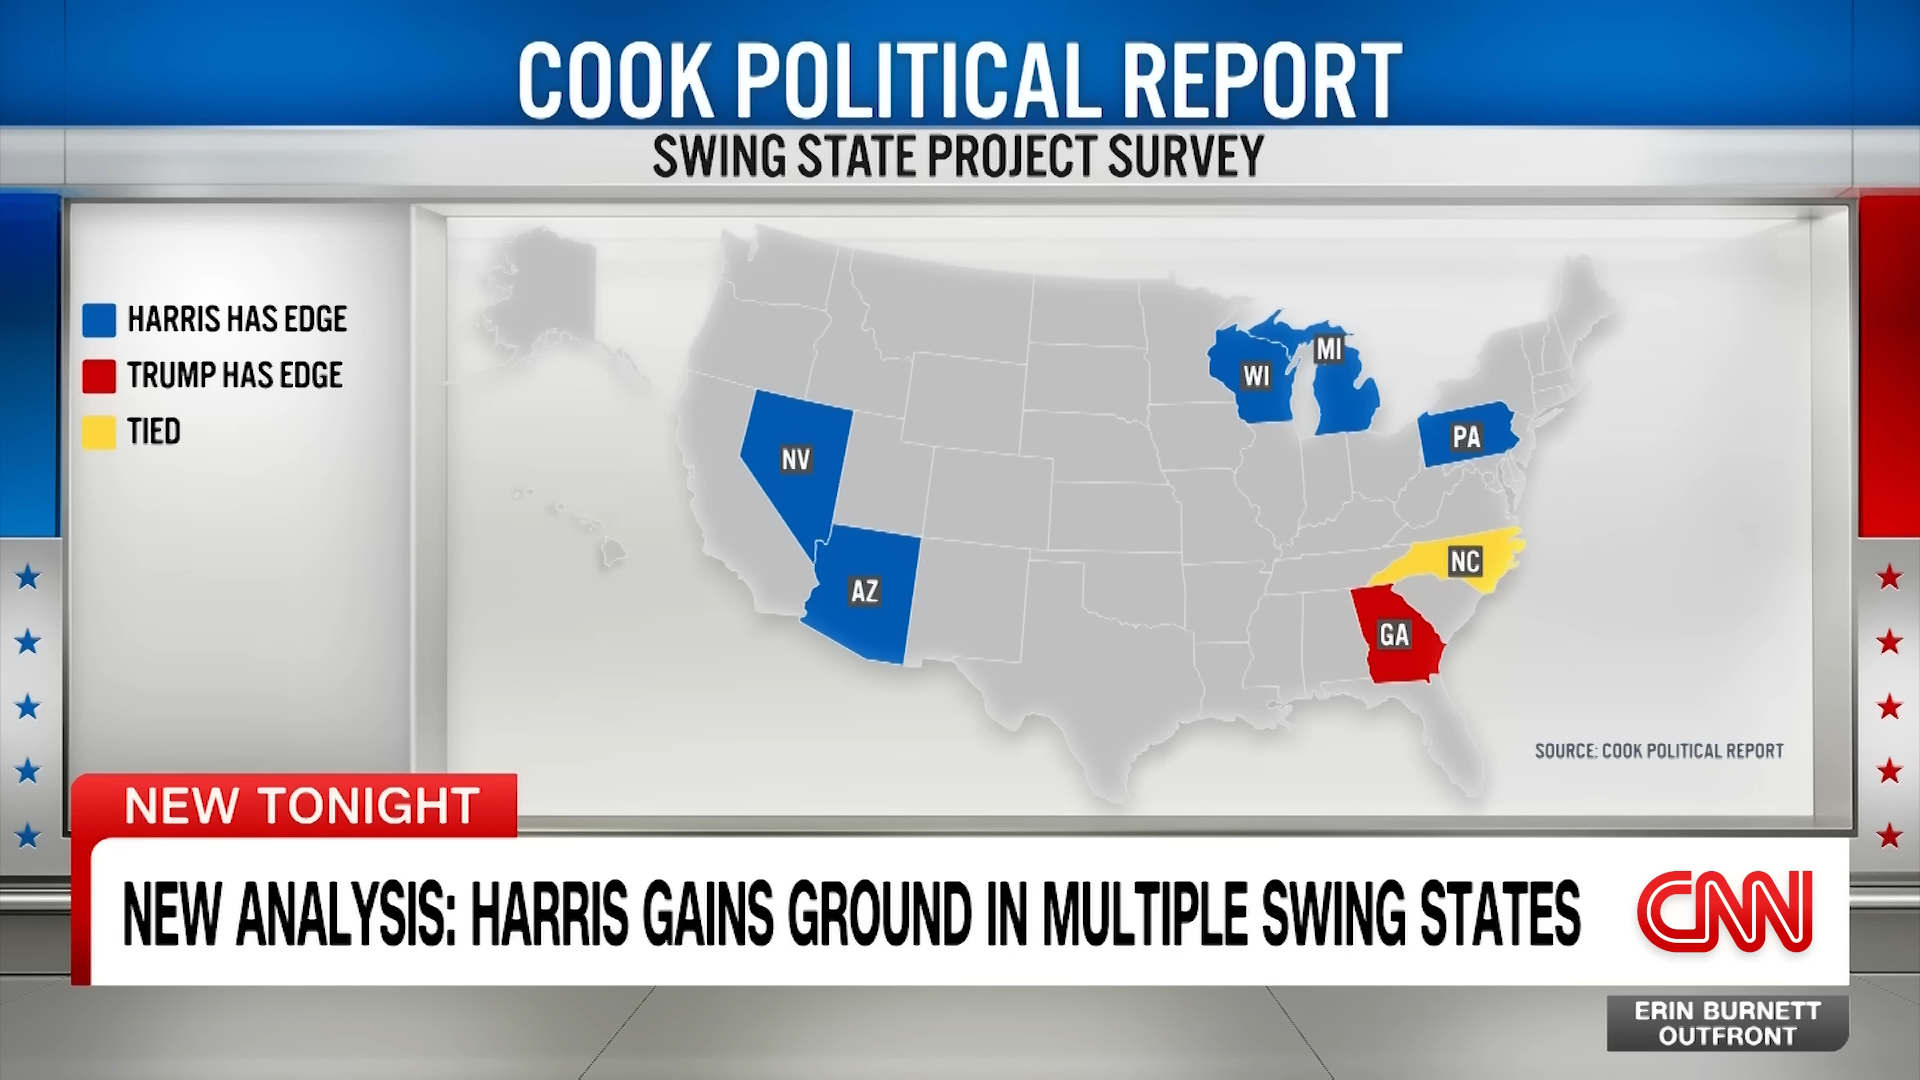 COOK POLITICAL REPORT
SWING STATE PROJECT SURVEY
HARRIS HAS EDGE
TRUMP HAS EDGE
TIED
MI
WI
PA
NV
NC
AZ
GA
SOURCE: COOK POLITICAL REPORT
NEW TONIGHT
NEW ANALYSIS: HARRIS GAINS GROUND IN MULTIPLE SWING STATES
CNN
ERIN BURNETT
OUTFRONT